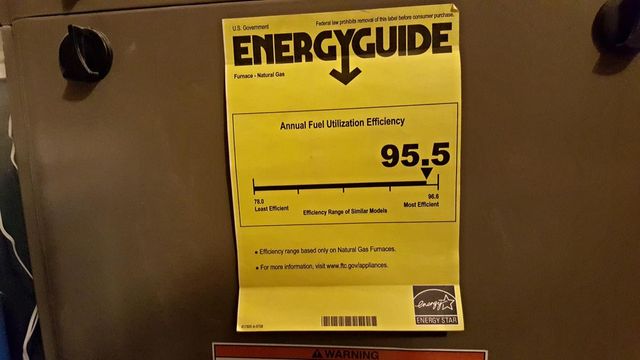 U.S. Government
Federal law prohibits removal of this label before consumer purchase.
ENERGYGUIDE
Furnace - Natural Gas
Annual Fuel Utilization Efficiency
95.5
78.0
96.6
Least Efficient
Most Efficient
Efficiency Range of Similar Models
• Efficiency range based only on Natural Gas Furnaces.
• For more information, visit www.ftc.gov/appliances.
energy
ENERGY STAR
WARNING